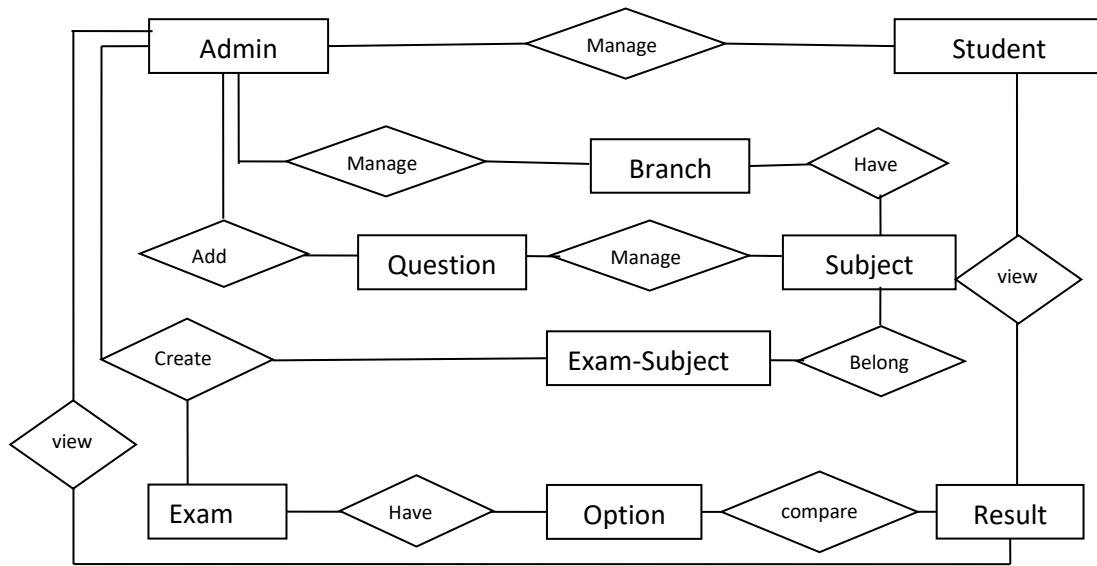 Admin
Manage
Student
Manage
Branch
Have
Add
Question
Manage
Subject
view
Create
Exam-Subject
Belong
view
Exam
Have
Option
compare
Result